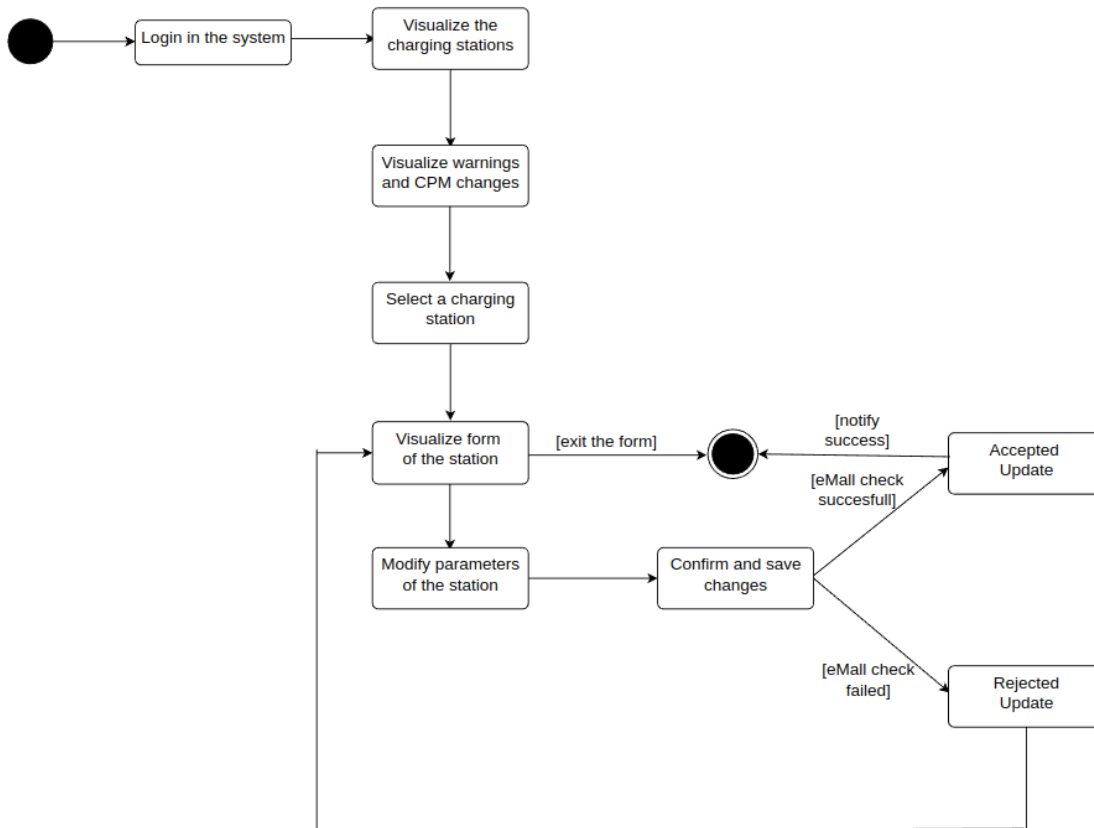 Login in the system
Visualize the
charging stations
Visualize warnings
and CPM changes
Select a charging
station
Visualize form
of the station
[exit the form]
[notify
success]
Accepted
Update
[eMall check
succesfull]
Modify parameters
of the station
Confirm and save
changes
[eMall check
failed]
Rejected
Update